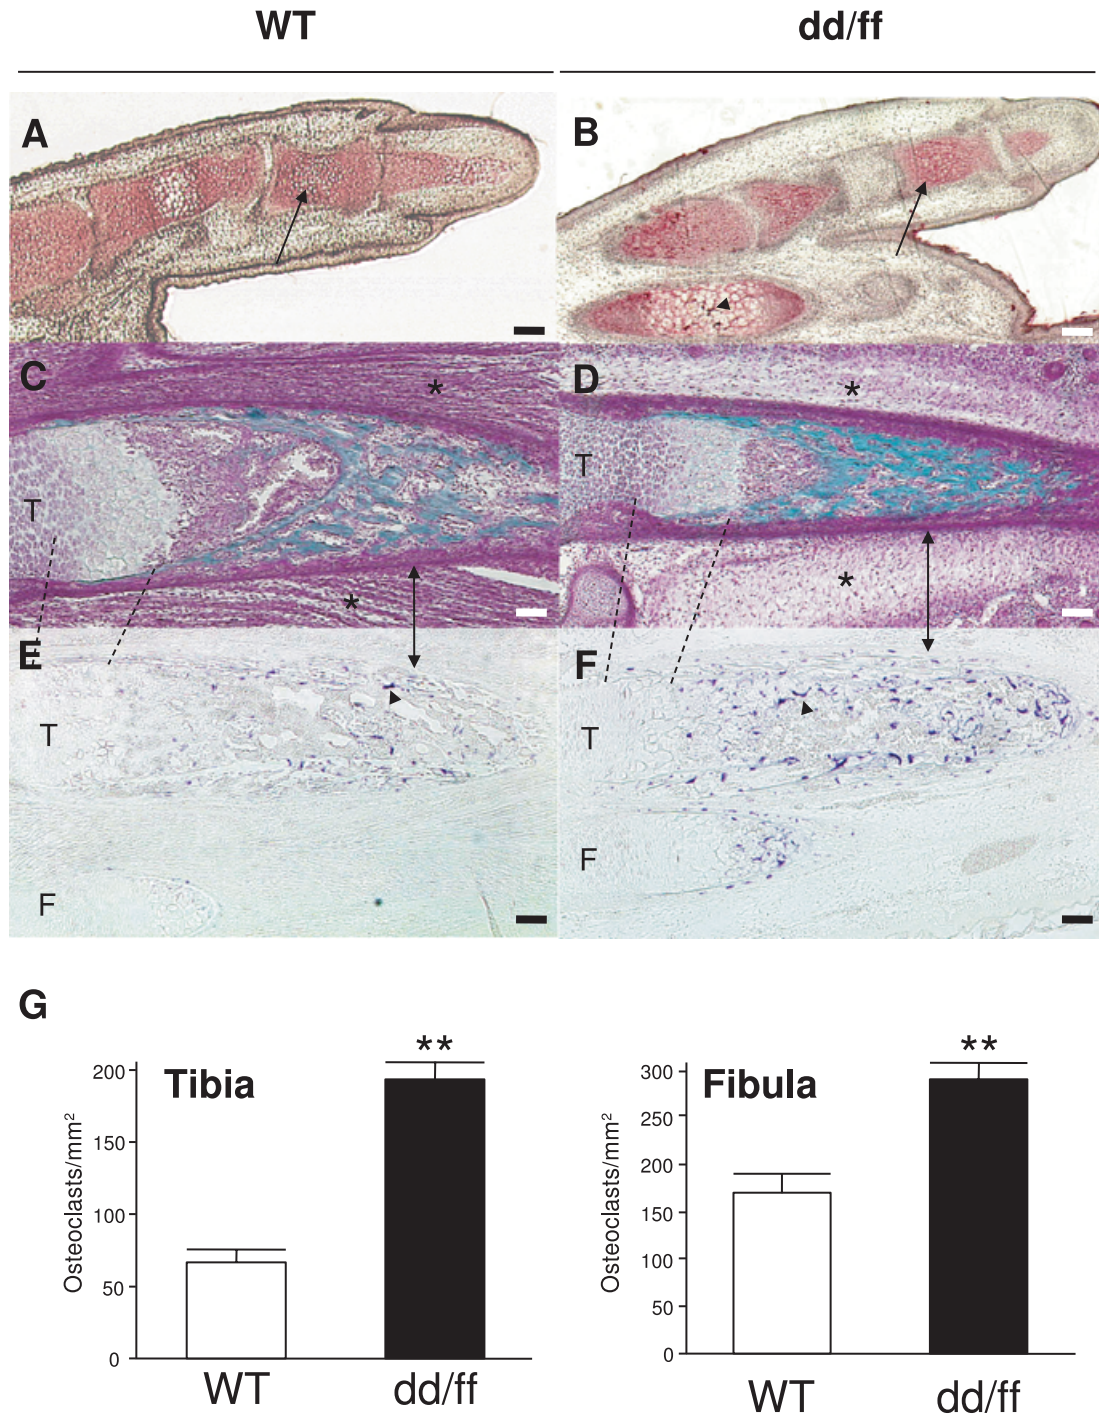 WT dd/ff
A B
C * D *
T T
* *
E F
T T
F F
G
** **
Tibia Fibula
Osteoclasts/mm² Osteoclasts/mm²
200
150
100
50
0
300
250
200
150
100
50
0
WT dd/ff WT dd/ff